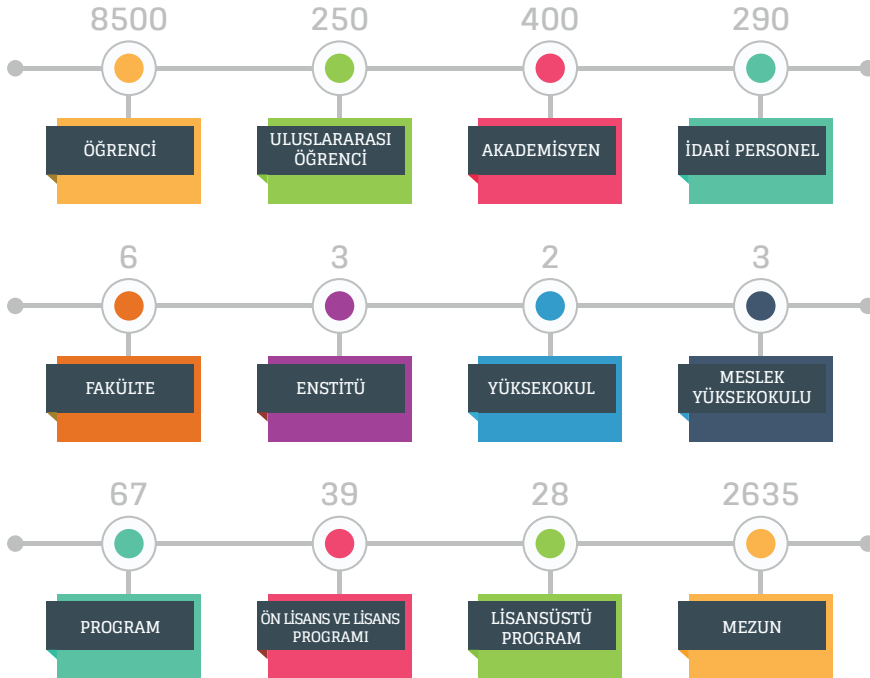 8500
250
400
290
ÖĞRENCİ
ULUSLARARASI
ÖĞRENCİ
AKADEMİSYEN
İDARİ PERSONEL
6
3
2
3
FAKÜLTE
ENSTİTÜ
YÜKSEKOKUL
MESLEK
YÜKSEKOKULU
67
39
28
2635
PROGRAM
ÖN LİSANS VE LİSANS
PROGRAMI
LİSANSÜSTÜ
PROGRAM
MEZUN